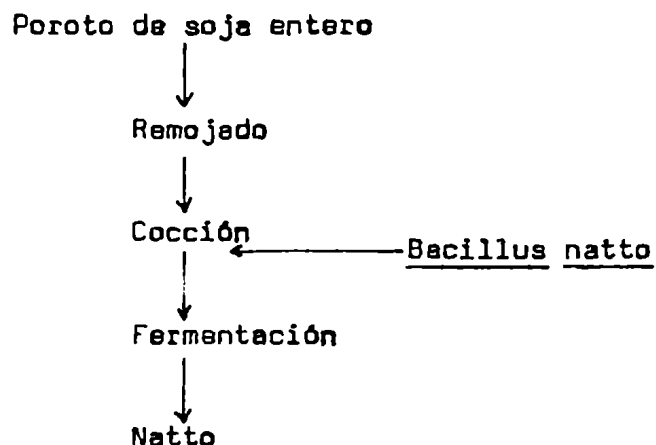 Poroto de soja entero
Remojado
Cocción
Bacillus natto
Fermentación
Natto